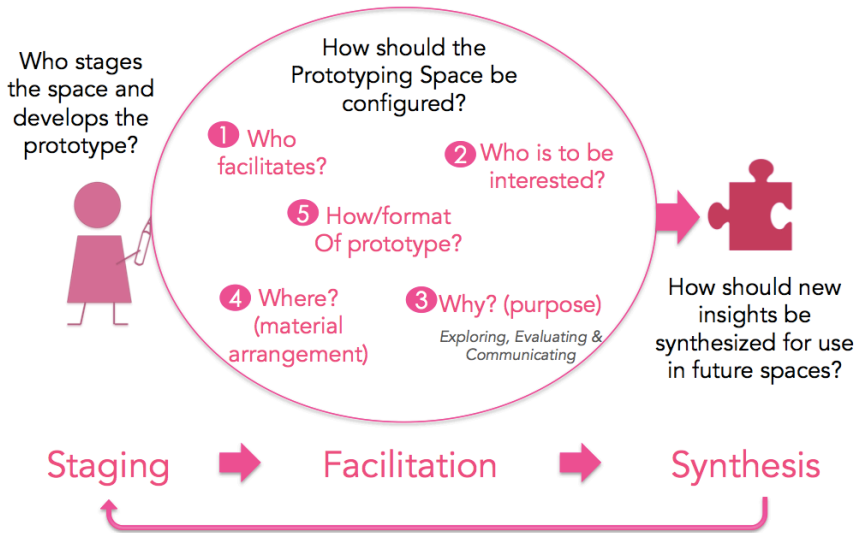 Who stages
the space and
develops the
prototype?
How should the
Prototyping Space be
configured?
1 Who
facilitates?
2 Who is to be
interested?
5 How/format
Of prototype?
4 Where?
(material
arrangement)
3 Why? (purpose)
Exploring, Evaluating &
Communicating
How should new
insights be
synthesized for use
in future spaces?
Staging
Facilitation
Synthesis